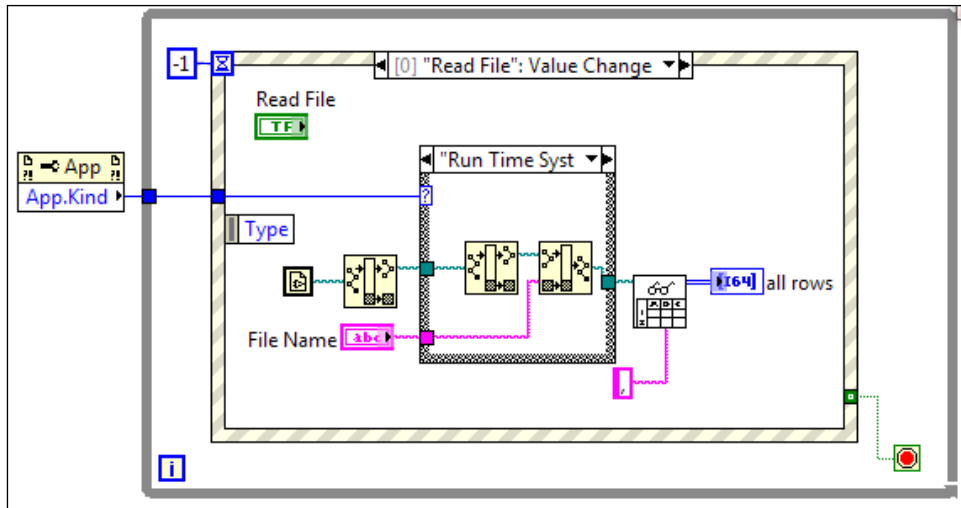 -1
[0] "Read File": Value Change
Read File
TF
App
App.Kind
"Run Time Syst
?
Type
File Name
abc
I64
all rows
,
i